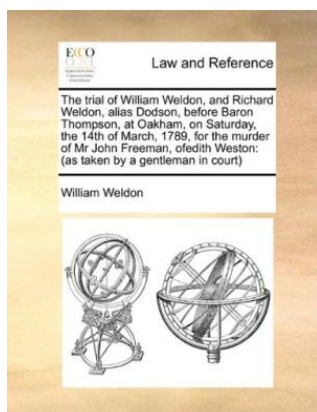 ECCO
Law and Reference
The trial of William Weldon, and Richard
Weldon, alias Dodson, before Baron
Thompson, at Oakham, on Saturday,
the 14th of March, 1789, for the murder
of Mr John Freeman, ofedith Weston:
(as taken by a gentleman in court)
William Weldon